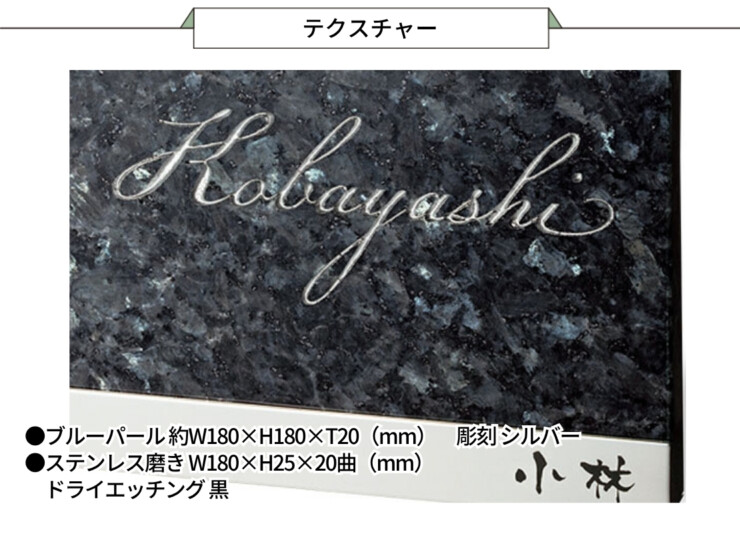 テクスチャー
Kobayashi
●ブルーパール 約W180×H180×T20（mm）　彫刻 シルバー
●ステンレス磨き W180×H25×20曲（mm）
ドライエッチング 黒
小林